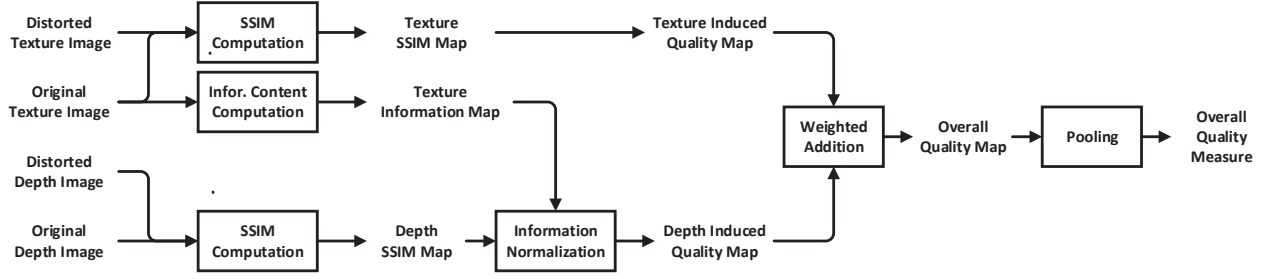 Distorted
Texture Image
SSIM
Computation
Texture
SSIM Map
Texture Induced
Quality Map
Original
Texture Image
Infor. Content
Computation
Texture
Information Map
Weighted
Addition
Overall
Quality Map
Pooling
Overall
Quality
Measure
Distorted
Depth Image
Original
Depth Image
SSIM
Computation
Depth
SSIM Map
Information
Normalization
Depth Induced
Quality Map